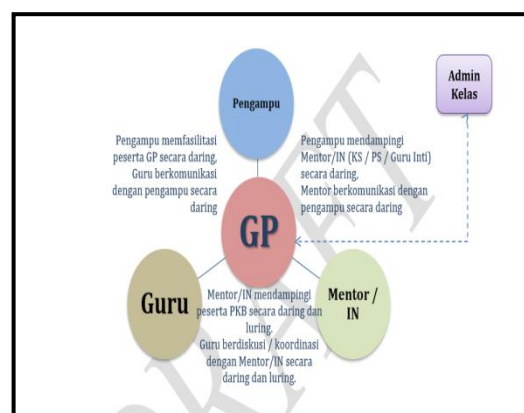 Pengampu
Admin
Kelas
Pengampu memfasilitasi
peserta GP secara daring,
Guru berkomunikasi
dengan pengampu secara
daring
Pengampu mendampingi
Mentor/IN (KS / PS / Guru Inti)
secara daring,
Mentor berkomunikasi dengan
pengampu secara daring
GP
Guru
Mentor /
IN
Mentor/IN mendampingi
peserta PKB secara daring dan
luring.
Guru berdiskusi / koordinasi
dengan Mentor/IN secara
daring dan luring.
DRAFT